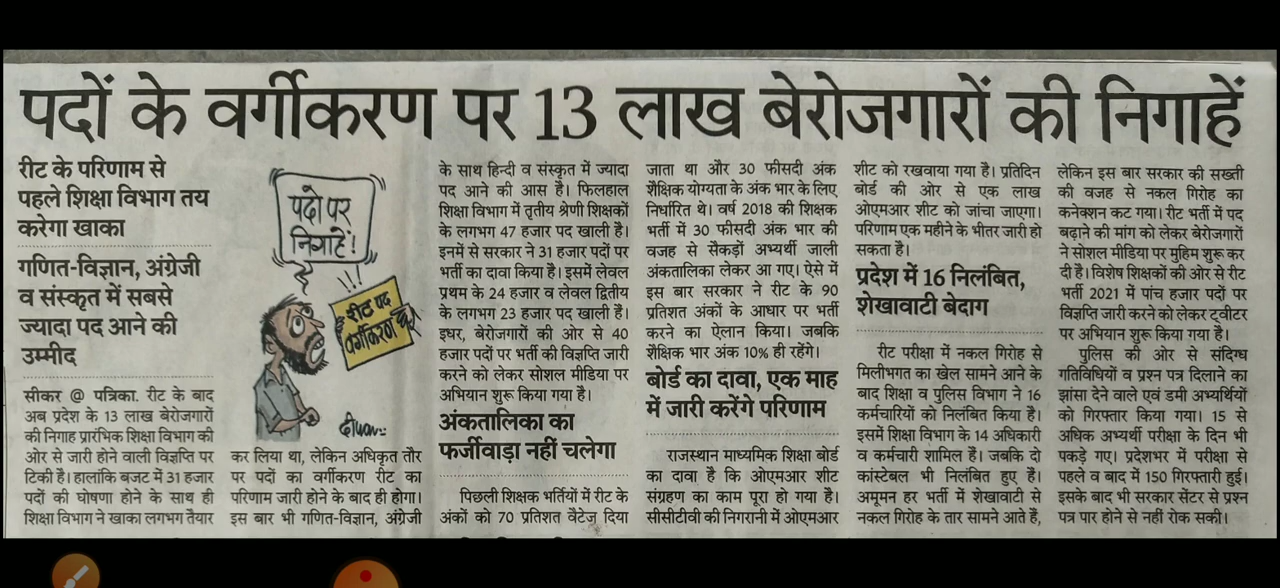 पदों के वर्गीकरण पर 13 लाख बेरोजगारों की निगाहें
रीट के परिणाम से
पहले शिक्षा विभाग तय
करेगा खाका
गणित-विज्ञान, अंग्रेजी
व संस्कृत में सबसे
ज्यादा पद आने की
उम्मीद
सीकर @ पत्रिका. रीट के बाद
अब प्रदेश के 13 लाख बेरोजगारों
की निगाह प्रारंभिक शिक्षा विभाग की
ओर से जारी होने वाली विज्ञप्ति पर
टिकी है। हालांकि बजट में 31 हजार
पदों की घोषणा होने के साथ ही
शिक्षा विभाग ने खाका लगभग तैयार
पदो पर
निगाहें!
रीट पद
वर्गीकरण
कर लिया था, लेकिन अधिकृत तौर
पर पदों का वर्गीकरण रीट का
परिणाम जारी होने के बाद ही होगा।
इस बार भी गणित-विज्ञान, अंग्रेजी
के साथ हिन्दी व संस्कृत में ज्यादा
पद आने की आस है। फिलहाल
शिक्षा विभाग में तृतीय श्रेणी शिक्षकों
के लगभग 47 हजार पद खाली है।
इनमें से सरकार ने 31 हजार पदों पर
भर्ती का दावा किया है। इसमें लेवल
प्रथम के 24 हजार व लेवल द्वितीय
के लगभग 23 हजार पद खाली है।
इधर, बेरोजगारों की ओर से 40
हजार पदों पर भर्ती की विज्ञप्ति जारी
करने को लेकर सोशल मीडिया पर
अभियान शुरू किया गया है।
अंकतालिका का
फर्जीवाड़ा नहीं चलेगा
पिछली शिक्षक भर्तियों में रीट के
अंकों को 70 प्रतिशत वैटेज दिया
जाता था और 30 फीसदी अंक
शैक्षिक योग्यता के अंक भार के लिए
निर्धारित थे। वर्ष 2018 की शिक्षक
भर्ती में 30 फीसदी अंक भार की
वजह से सैकड़ों अभ्यर्थी जाली
अंकतालिका लेकर आ गए। ऐसे में
इस बार सरकार ने रीट के 90
प्रतिशत अंकों के आधार पर भर्ती
करने का ऐलान किया। जबकि
शैक्षिक भार अंक 10% ही रहेंगे।
बोर्ड का दावा, एक माह
में जारी करेंगे परिणाम
राजस्थान माध्यमिक शिक्षा बोर्ड
का दावा है कि ओएमआर शीट
संग्रहण का काम पूरा हो गया है।
सीसीटीवी की निगरानी में ओएमआर
शीट को रखवाया गया है। प्रतिदिन
बोर्ड की ओर से एक लाख
ओएमआर शीट को जांचा जाएगा।
परिणाम एक महीने के भीतर जारी हो
सकता है।
प्रदेश में 16 निलंबित,
शेखावाटी बेदाग
रीट परीक्षा में नकल गिरोह से
मिलीभगत का खेल सामने आने के
बाद शिक्षा व पुलिस विभाग ने 16
कर्मचारियों को निलंबित किया है।
इसमें शिक्षा विभाग के 14 अधिकारी
व कर्मचारी शामिल हैं। जबकि दो
कांस्टेबल भी निलंबित हुए है।
अमूमन हर भर्ती में शेखावाटी से
नकल गिरोह के तार सामने आते हैं,
लेकिन इस बार सरकार की सख्ती
की वजह से नकल गिरोह का
कनेक्शन कट गया। रीट भर्ती में पद
बढ़ाने की मांग को लेकर बेरोजगारों
ने सोशल मीडिया पर मुहिम शुरू कर
दी है। विशेष शिक्षकों की ओर से रीट
भर्ती 2021 में पांच हजार पदों पर
विज्ञप्ति जारी करने को लेकर ट्वीटर
पर अभियान शुरू किया गया है।
पुलिस की ओर से संदिग्ध
गतिविधियों व प्रश्न पत्र दिलाने का
झांसा देने वाले एवं डमी अभ्यर्थियों
को गिरफ्तार किया गया। 15 से
अधिक अभ्यर्थी परीक्षा के दिन भी
पकड़े गए। प्रदेशभर में परीक्षा से
पहले व बाद में 150 गिरफ्तारी हुई।
इसके बाद भी सरकार सेंटर से प्रश्न
पत्र पार होने से नहीं रोक सकी।